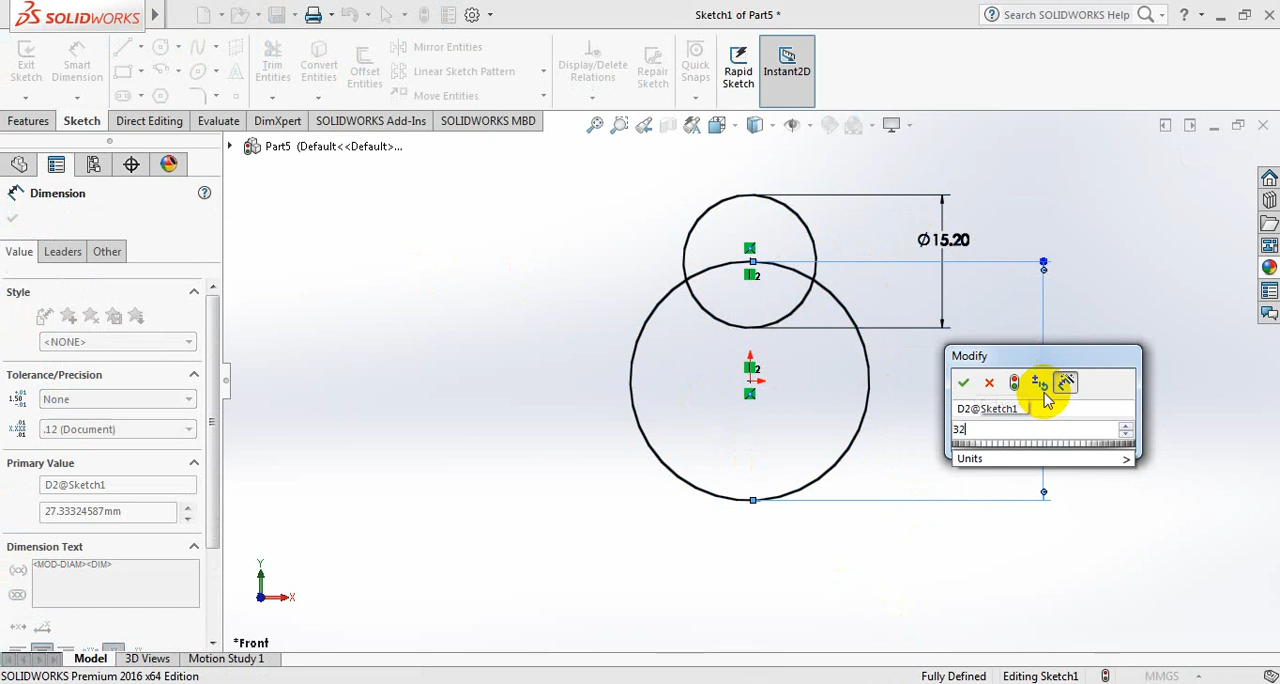 SOLIDWORKS
Sketch1 of Part5 *
Search SOLIDWORKS Help
?
Exit Sketch
Smart Dimension
Trim Entities
Convert Entities
Offset Entities
Mirror Entities
Linear Sketch Pattern
Move Entities
Display/Delete Relations
Repair Sketch
Quick Snaps
Rapid Sketch
Instant2D
Features
Sketch
Direct Editing
Evaluate
DimXpert
SOLIDWORKS Add-Ins
SOLIDWORKS MBD
Part5 (Default<<Default>...
Dimension
?
Value
Leaders
Other
Style
<NONE>
Tolerance/Precision
None
.12 (Document)
Primary Value
D2@Sketch1
27.33324587mm
Dimension Text
<MOD-DIAM><DIM>
Ø15.20
2
2
Modify
D2@Sketch1
32
Units >
Y
X
*Front
Model
3D Views
Motion Study 1
SOLIDWORKS Premium 2016 x64 Edition
Fully Defined
Editing Sketch1
MMGS